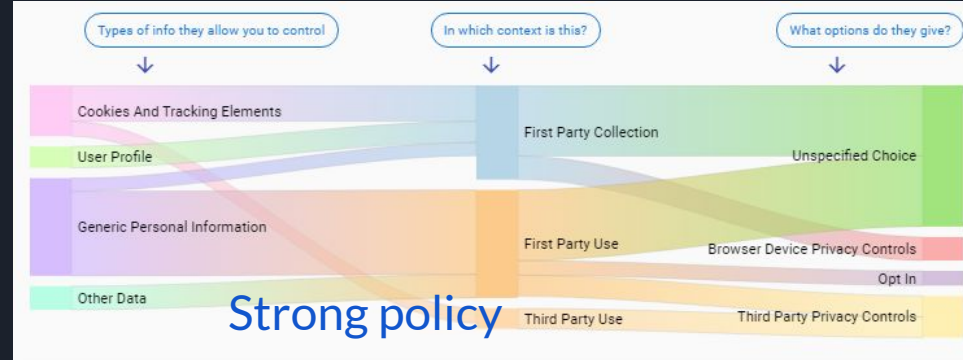 Types of info they allow you to control
In which context is this?
What options do they give?
Cookies And Tracking Elements
User Profile
Generic Personal Information
Other Data
First Party Collection
First Party Use
Third Party Use
Unspecified Choice
Browser Device Privacy Controls
Opt In
Third Party Privacy Controls
Strong policy